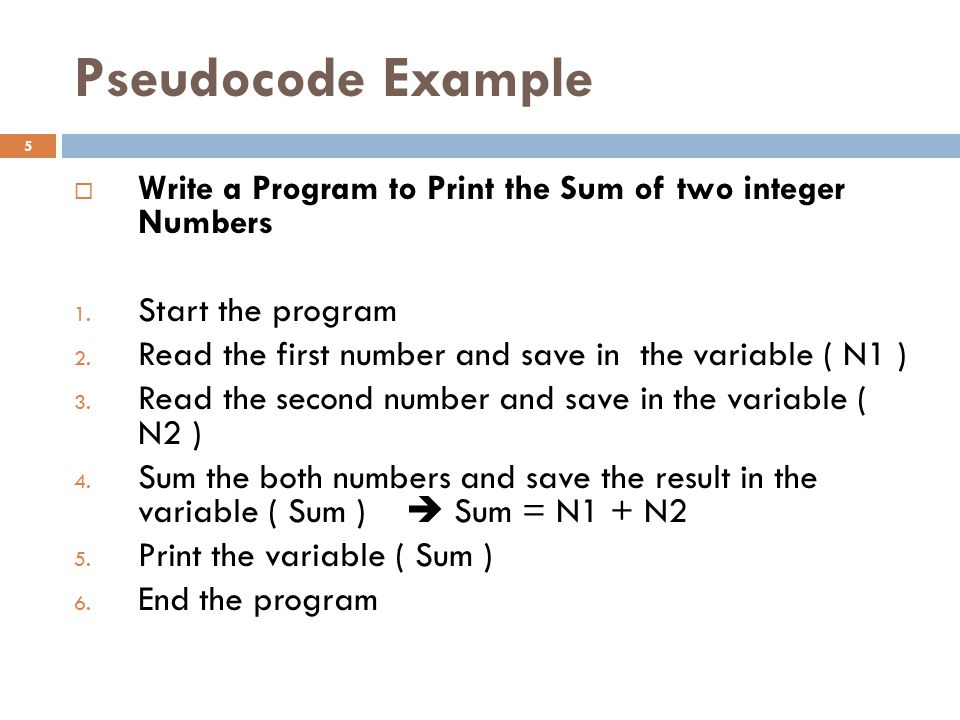 Pseudocode Example
5
Write a Program to Print the Sum of two integer
Numbers
1. Start the program
2. Read the first number and save in the variable ( N1 )
3. Read the second number and save in the variable (
N2 )
4. Sum the both numbers and save the result in the
variable ( Sum ) 🡺 Sum = N1 + N2
5. Print the variable ( Sum )
6. End the program